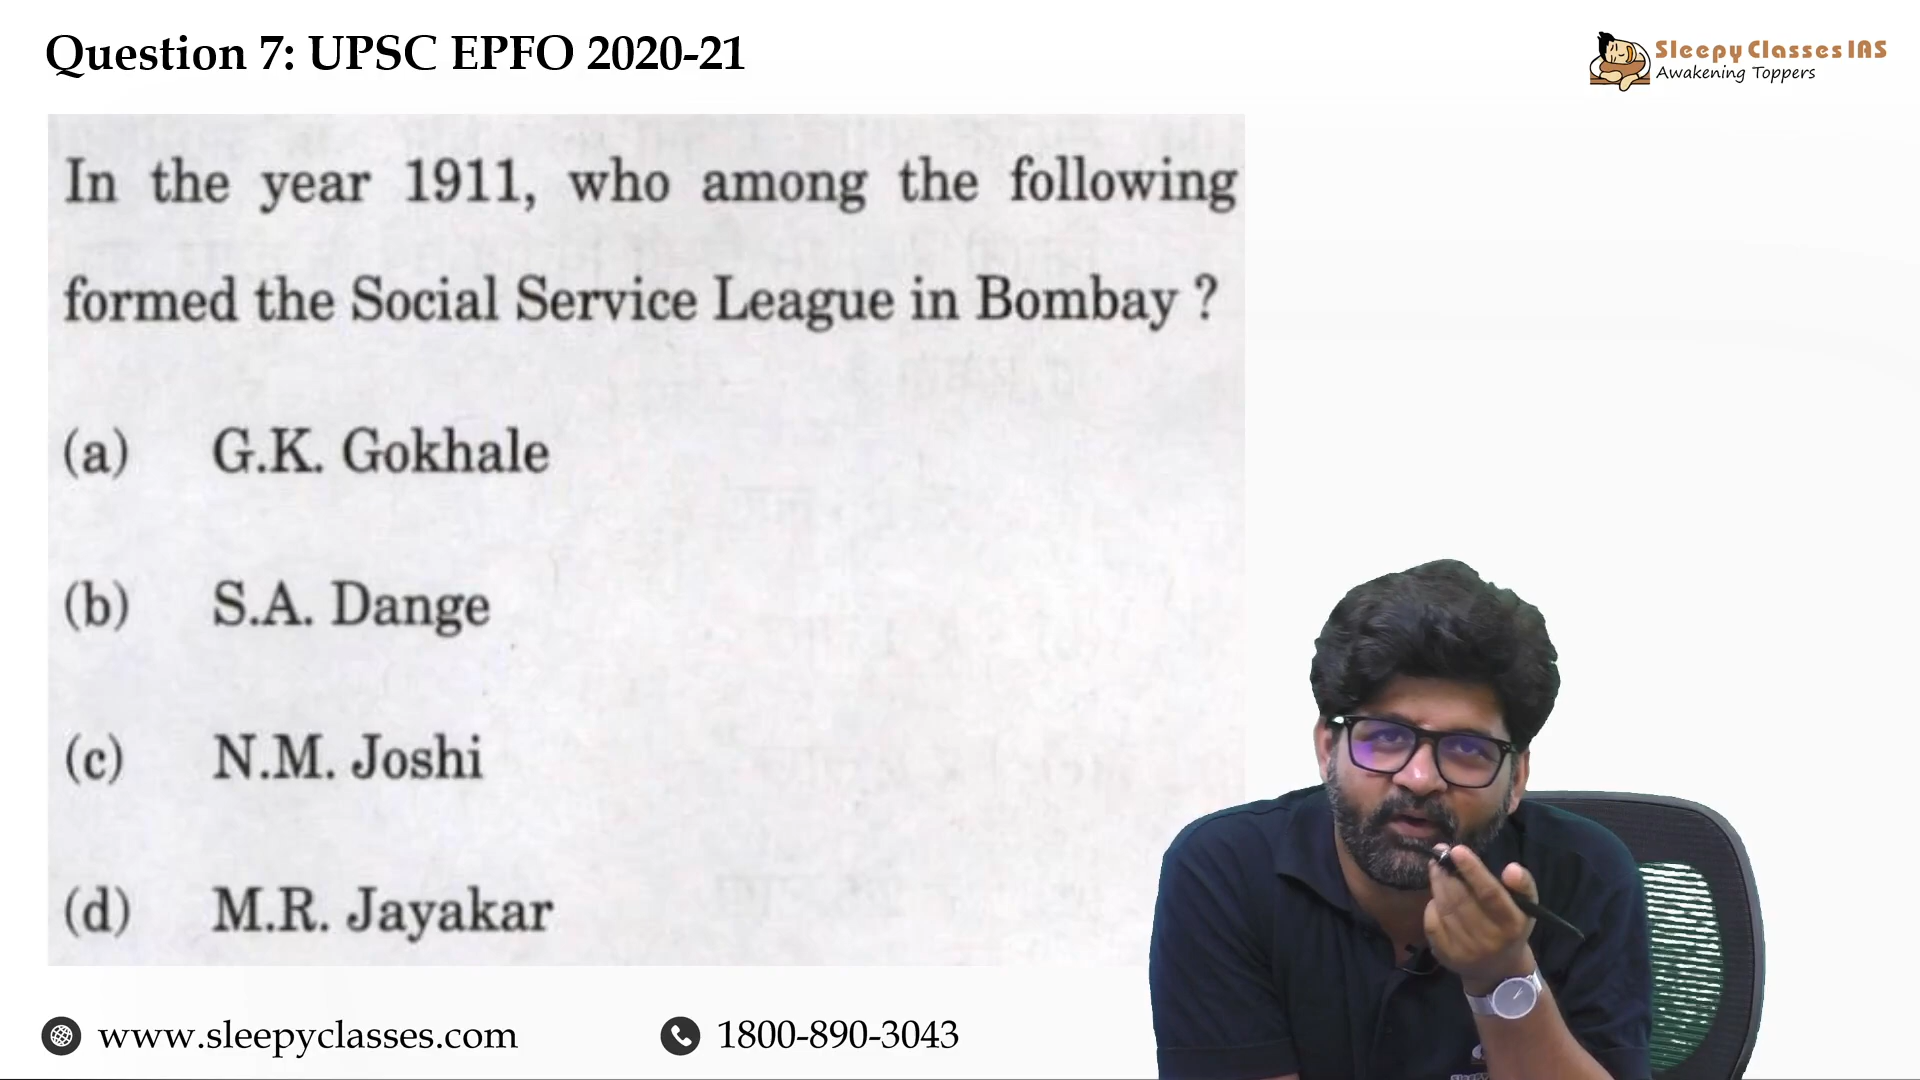 Question 7: UPSC EPFO 2020-21
Sleepy Classes IAS
Awakening Toppers
In the year 1911, who among the following
formed the Social Service League in Bombay ?
(a) G.K. Gokhale
(b) S.A. Dange
(c) N.M. Joshi
(d) M.R. Jayakar
www.sleepyclasses.com
1800-890-3043